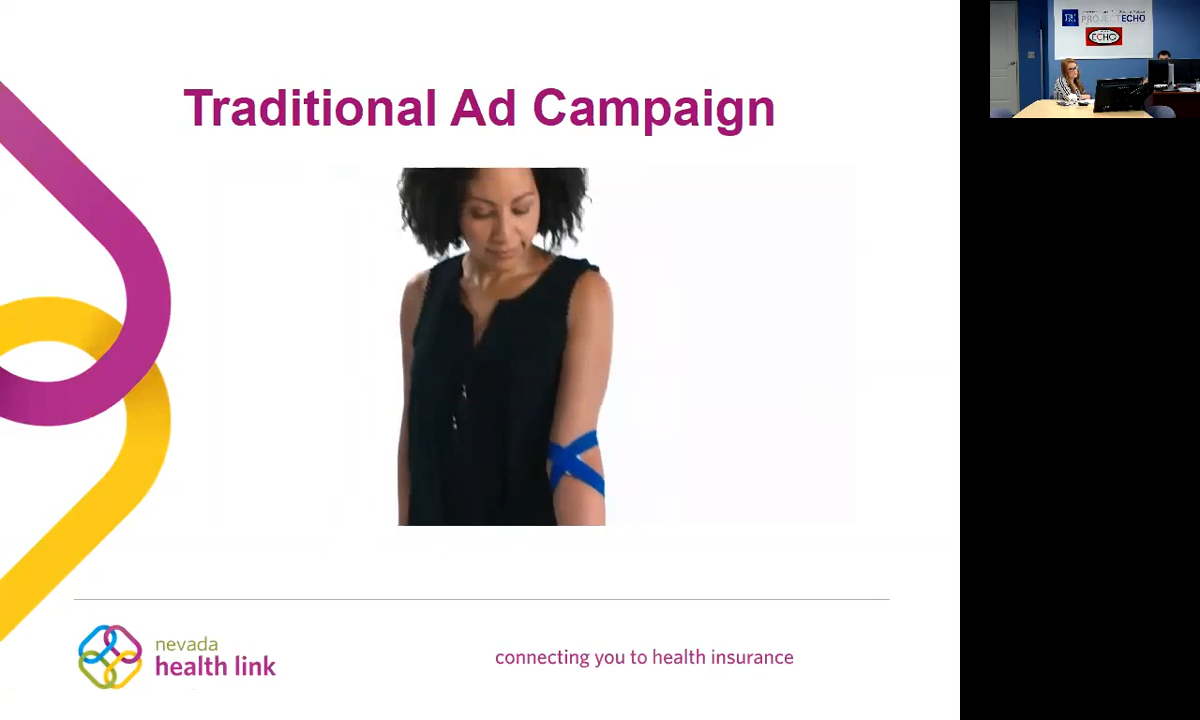 Traditional Ad Campaign
nevada
health link
connecting you to health insurance
PROJECT ECHO
ECHO